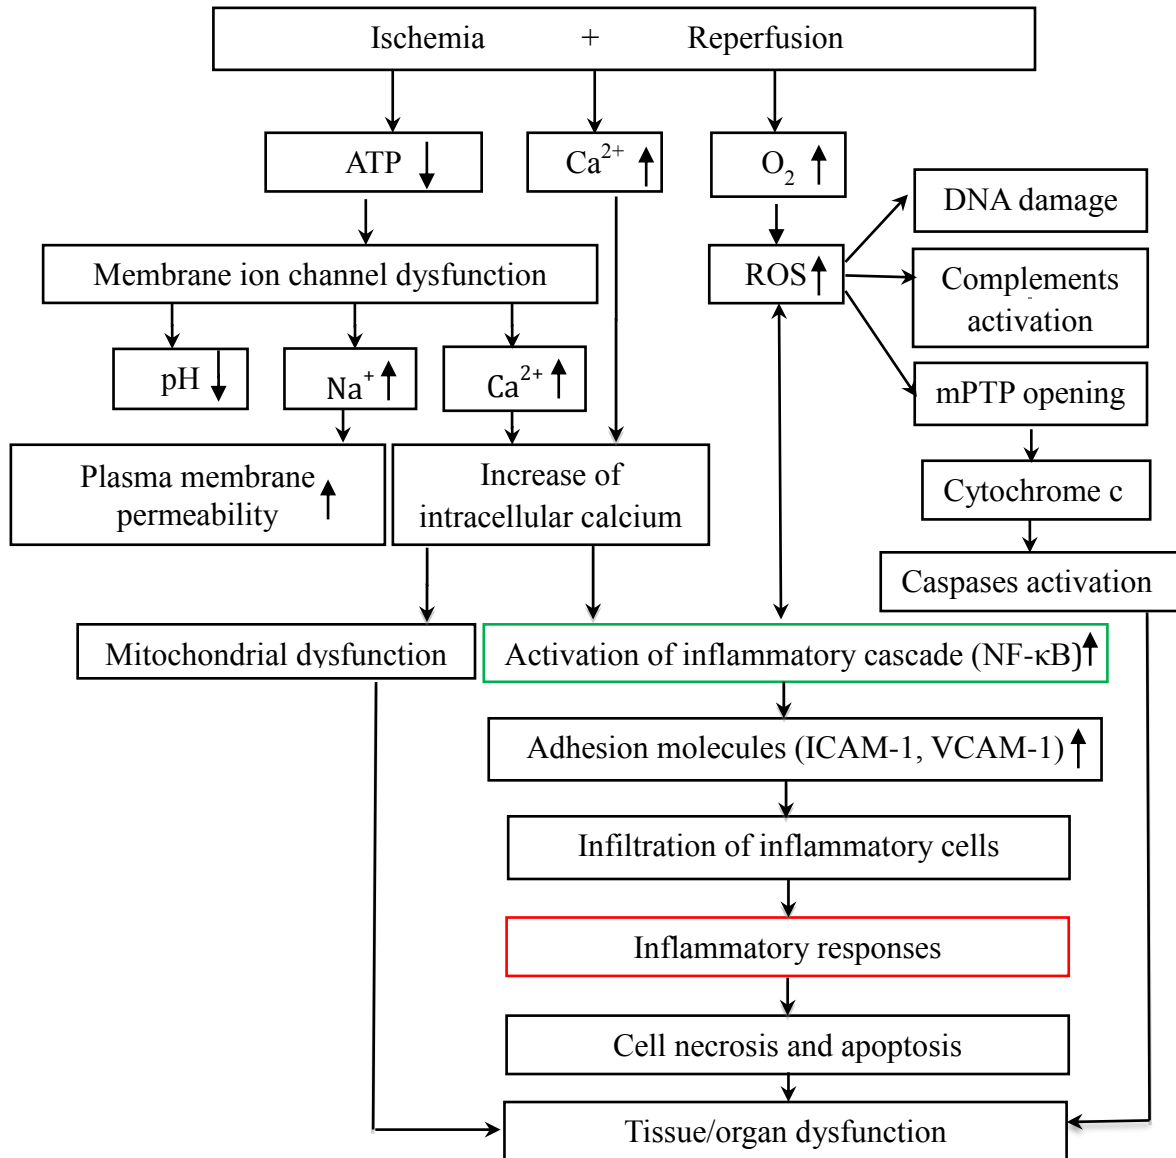 Ischemia + Reperfusion
ATP
Ca²⁺
O₂
DNA damage
Membrane ion channel dysfunction
ROS
Complements
activation
pH
Na⁺
Ca²⁺
mPTP opening
Plasma membrane
permeability
Increase of
intracellular calcium
Cytochrome c
Caspases activation
Mitochondrial dysfunction
Activation of inflammatory cascade (NF-κB)
Adhesion molecules (ICAM-1, VCAM-1)
Infiltration of inflammatory cells
Inflammatory responses
Cell necrosis and apoptosis
Tissue/organ dysfunction